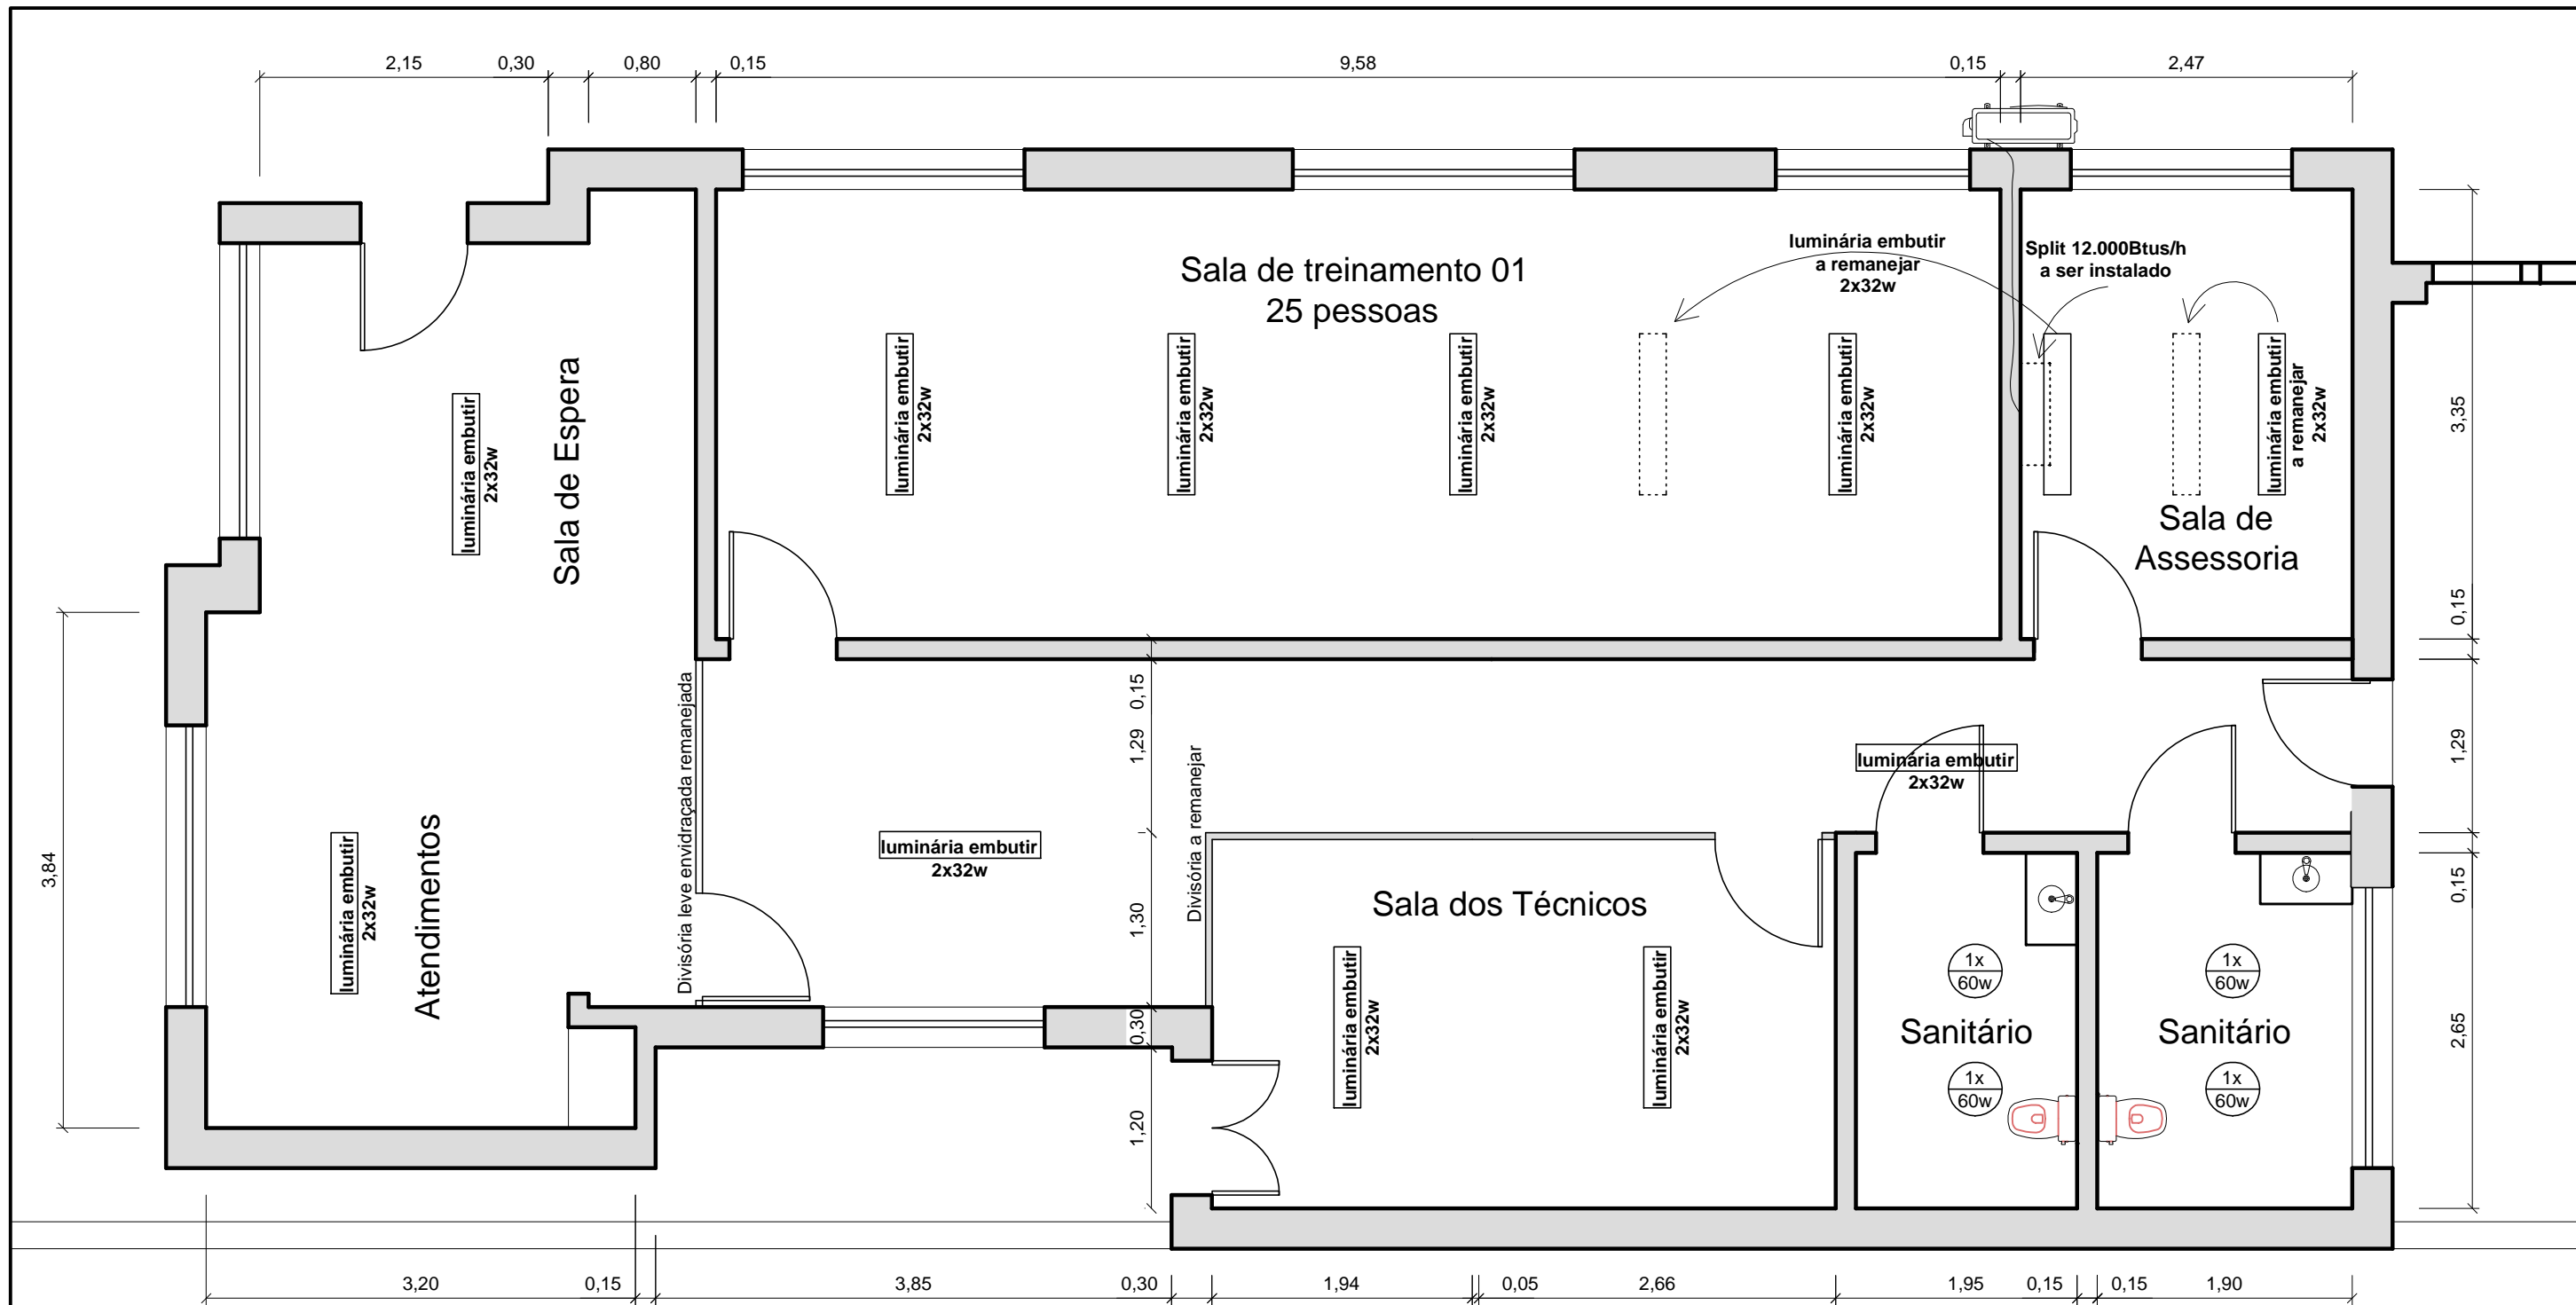 2,15
0,30
0,80
0,15
9,58
0,15
2,47
Sala de treinamento 01
25 pessoas
luminária embutir
a remanejar
2x32w
Split 12.000Btus/h
a ser instalado
luminária embutir
2x32w
Sala de Espera
luminária embutir
2x32w
luminária embutir
2x32w
luminária embutir
2x32w
luminária embutir
2x32w
luminária embutir
a remanejar
2x32w
Sala de
Assessoria
3,35
0,15
1,29
0,15
2,65
3,84
luminária embutir
2x32w
Atendimentos
Divisória leve envidraçada remanejada
luminária embutir
2x32w
0,15
1,29
1,30
0,30
1,20
Divisória a remanejar
Sala dos Técnicos
luminária embutir
2x32w
luminária embutir
2x32w
luminária embutir
2x32w
1x
60w
1x
60w
Sanitário
Sanitário
1x
60w
1x
60w
3,20
0,15
3,85
0,30
1,94
0,05
2,66
1,95
0,15
0,15
1,90